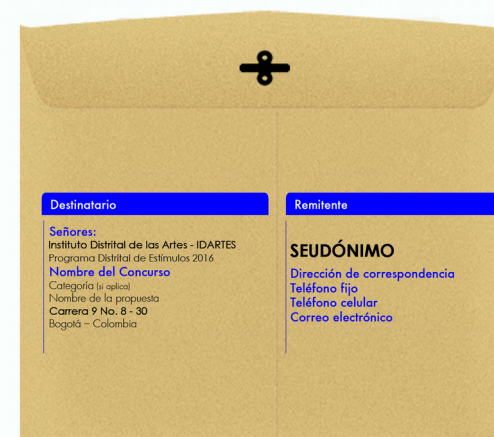 Destinatario
Señores:
Instituto Distrital de las Artes - IDARTES
Programa Distrital de Estímulos 2016
Nombre del Concurso
Categoría (si aplica)
Nombre de la propuesta
Carrera 9 No. 8 - 30
Bogotá – Colombia
Remitente
SEUDÓNIMO
Dirección de correspondencia
Teléfono fijo
Teléfono celular
Correo electrónico